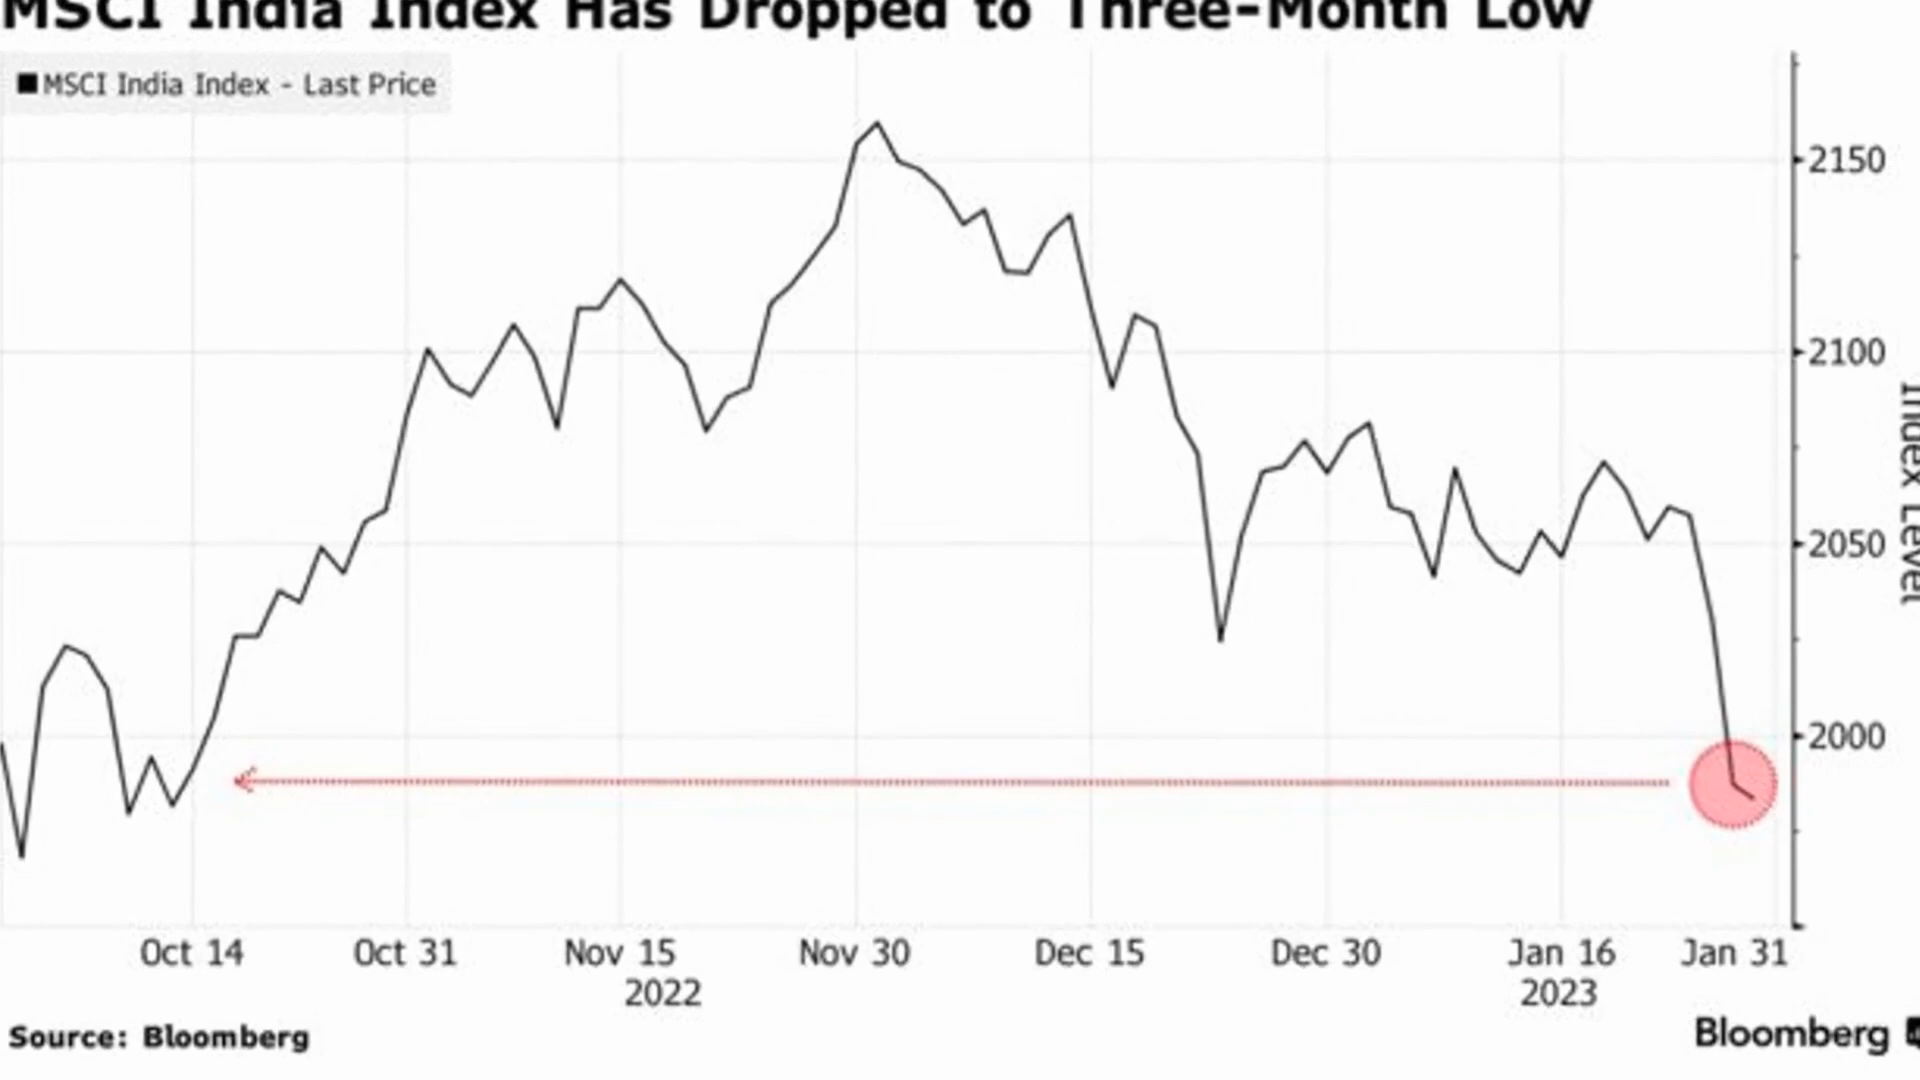 MSCI India Index Has Dropped to Three-Month Low
MSCI India Index - Last Price
2150
2100
2050
2000
Index Level
Oct 14 Oct 31 Nov 15 Nov 30 Dec 15 Dec 30 Jan 16 Jan 31
2022 2023
Source: Bloomberg
Bloomberg